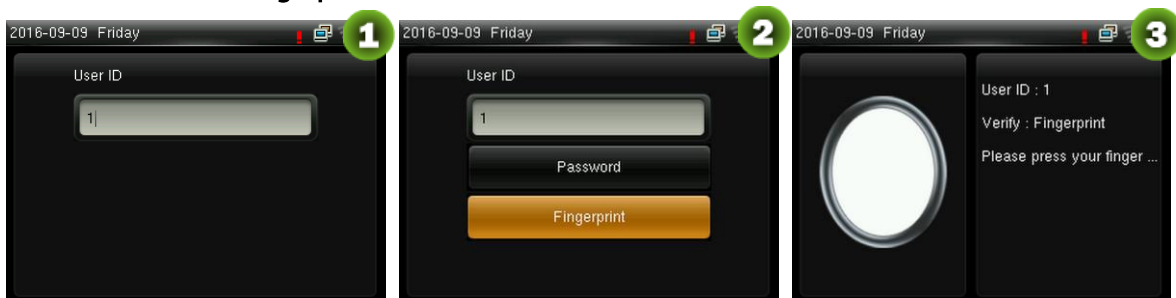 2016-09-09 Friday
1
User ID
1
2016-09-09 Friday
2
User ID
1
Password
Fingerprint
2016-09-09 Friday
3
User ID : 1
Verify : Fingerprint
Please press your finger ...